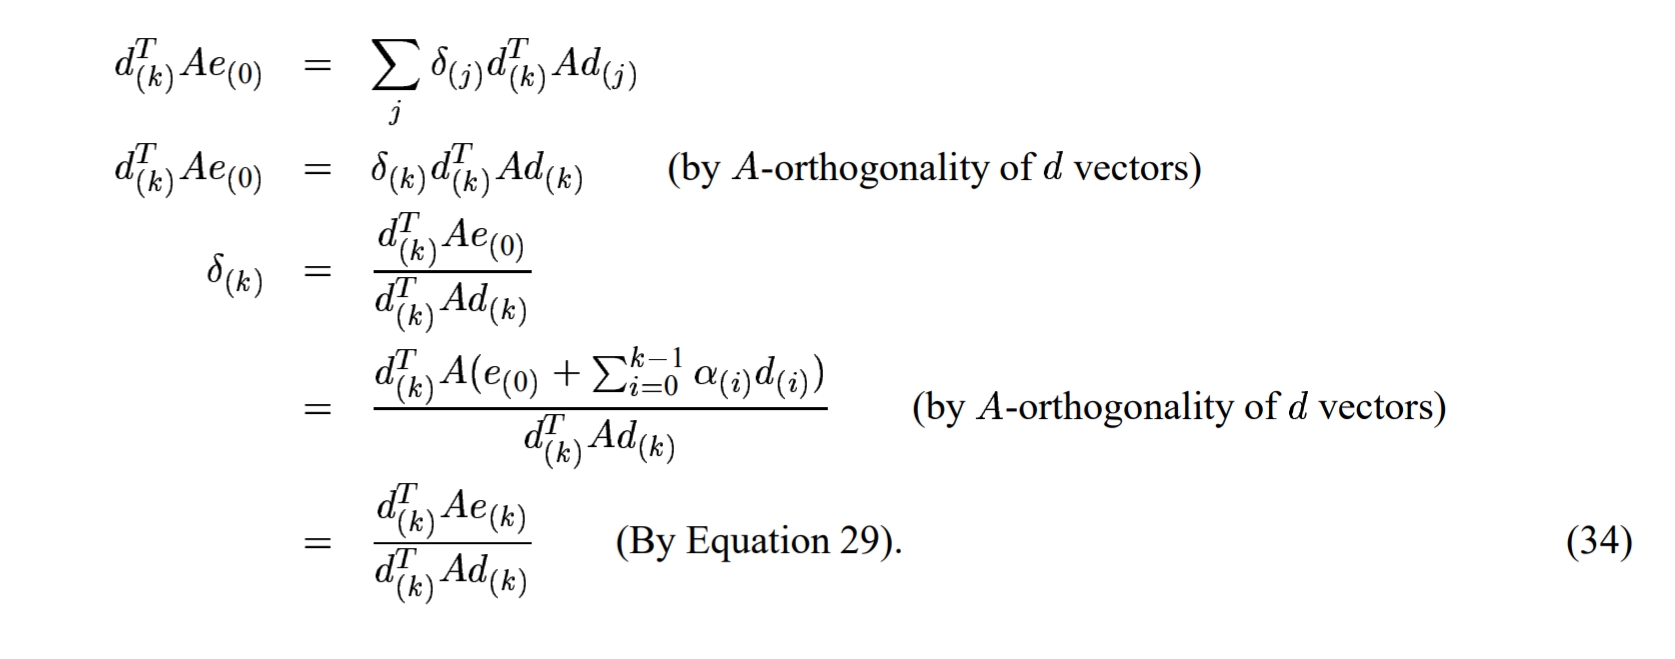 $d_{(k)}^T A e_{(0)} = \sum_j \delta_{(j)} d_{(k)}^T A d_{(j)}$
$d_{(k)}^T A e_{(0)} = \delta_{(k)} d_{(k)}^T A d_{(k)}$ (by $A$-orthogonality of $d$ vectors)
$\delta_{(k)} = \frac{d_{(k)}^T A e_{(0)}}{d_{(k)}^T A d_{(k)}}$
$= \frac{d_{(k)}^T A (e_{(0)} + \sum_{i=0}^{k-1} \alpha_{(i)} d_{(i)})}{d_{(k)}^T A d_{(k)}}$ (by $A$-orthogonality of $d$ vectors)
$= \frac{d_{(k)}^T A e_{(k)}}{d_{(k)}^T A d_{(k)}}$ (By Equation 29). (34)